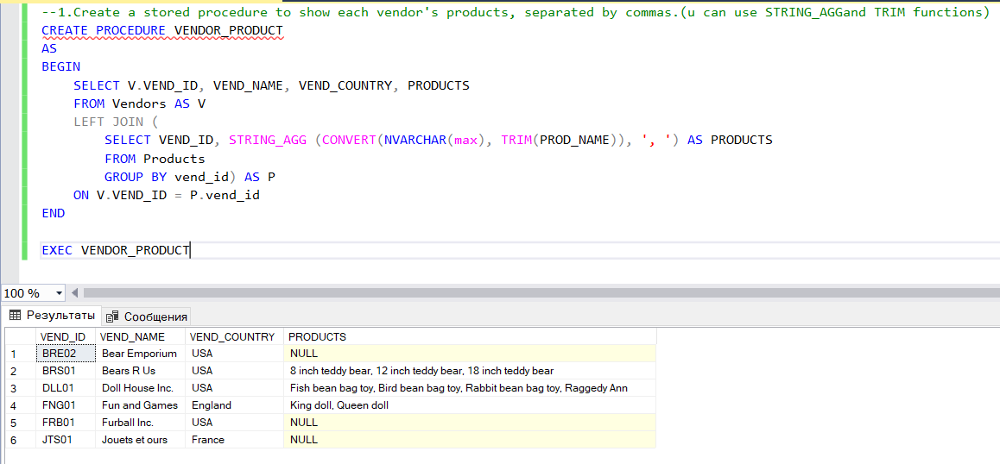 --1.Create a stored procedure to show each vendor's products, separated by commas.(u can use STRING_AGGand TRIM functions)
CREATE PROCEDURE VENDOR_PRODUCT
AS
BEGIN
SELECT V.VEND_ID, VEND_NAME, VEND_COUNTRY, PRODUCTS
FROM Vendors AS V
LEFT JOIN (
SELECT VEND_ID, STRING_AGG (CONVERT(NVARCHAR(max), TRIM(PROD_NAME)), ', ') AS PRODUCTS
FROM Products
GROUP BY vend_id) AS P
ON V.VEND_ID = P.vend_id
END
EXEC VENDOR_PRODUCT
100 %
Результаты Сообщения
VEND_ID VEND_NAME VEND_COUNTRY PRODUCTS
1 BRE02 Bear Emporium USA NULL
2 BRS01 Bears R Us USA 8 inch teddy bear, 12 inch teddy bear, 18 inch teddy bear
3 DLL01 Doll House Inc. USA Fish bean bag toy, Bird bean bag toy, Rabbit bean bag toy, Raggedy Ann
4 FNG01 Fun and Games England King doll, Queen doll
5 FRB01 Furball Inc. USA NULL
6 JTS01 Jouets et ours France NULL